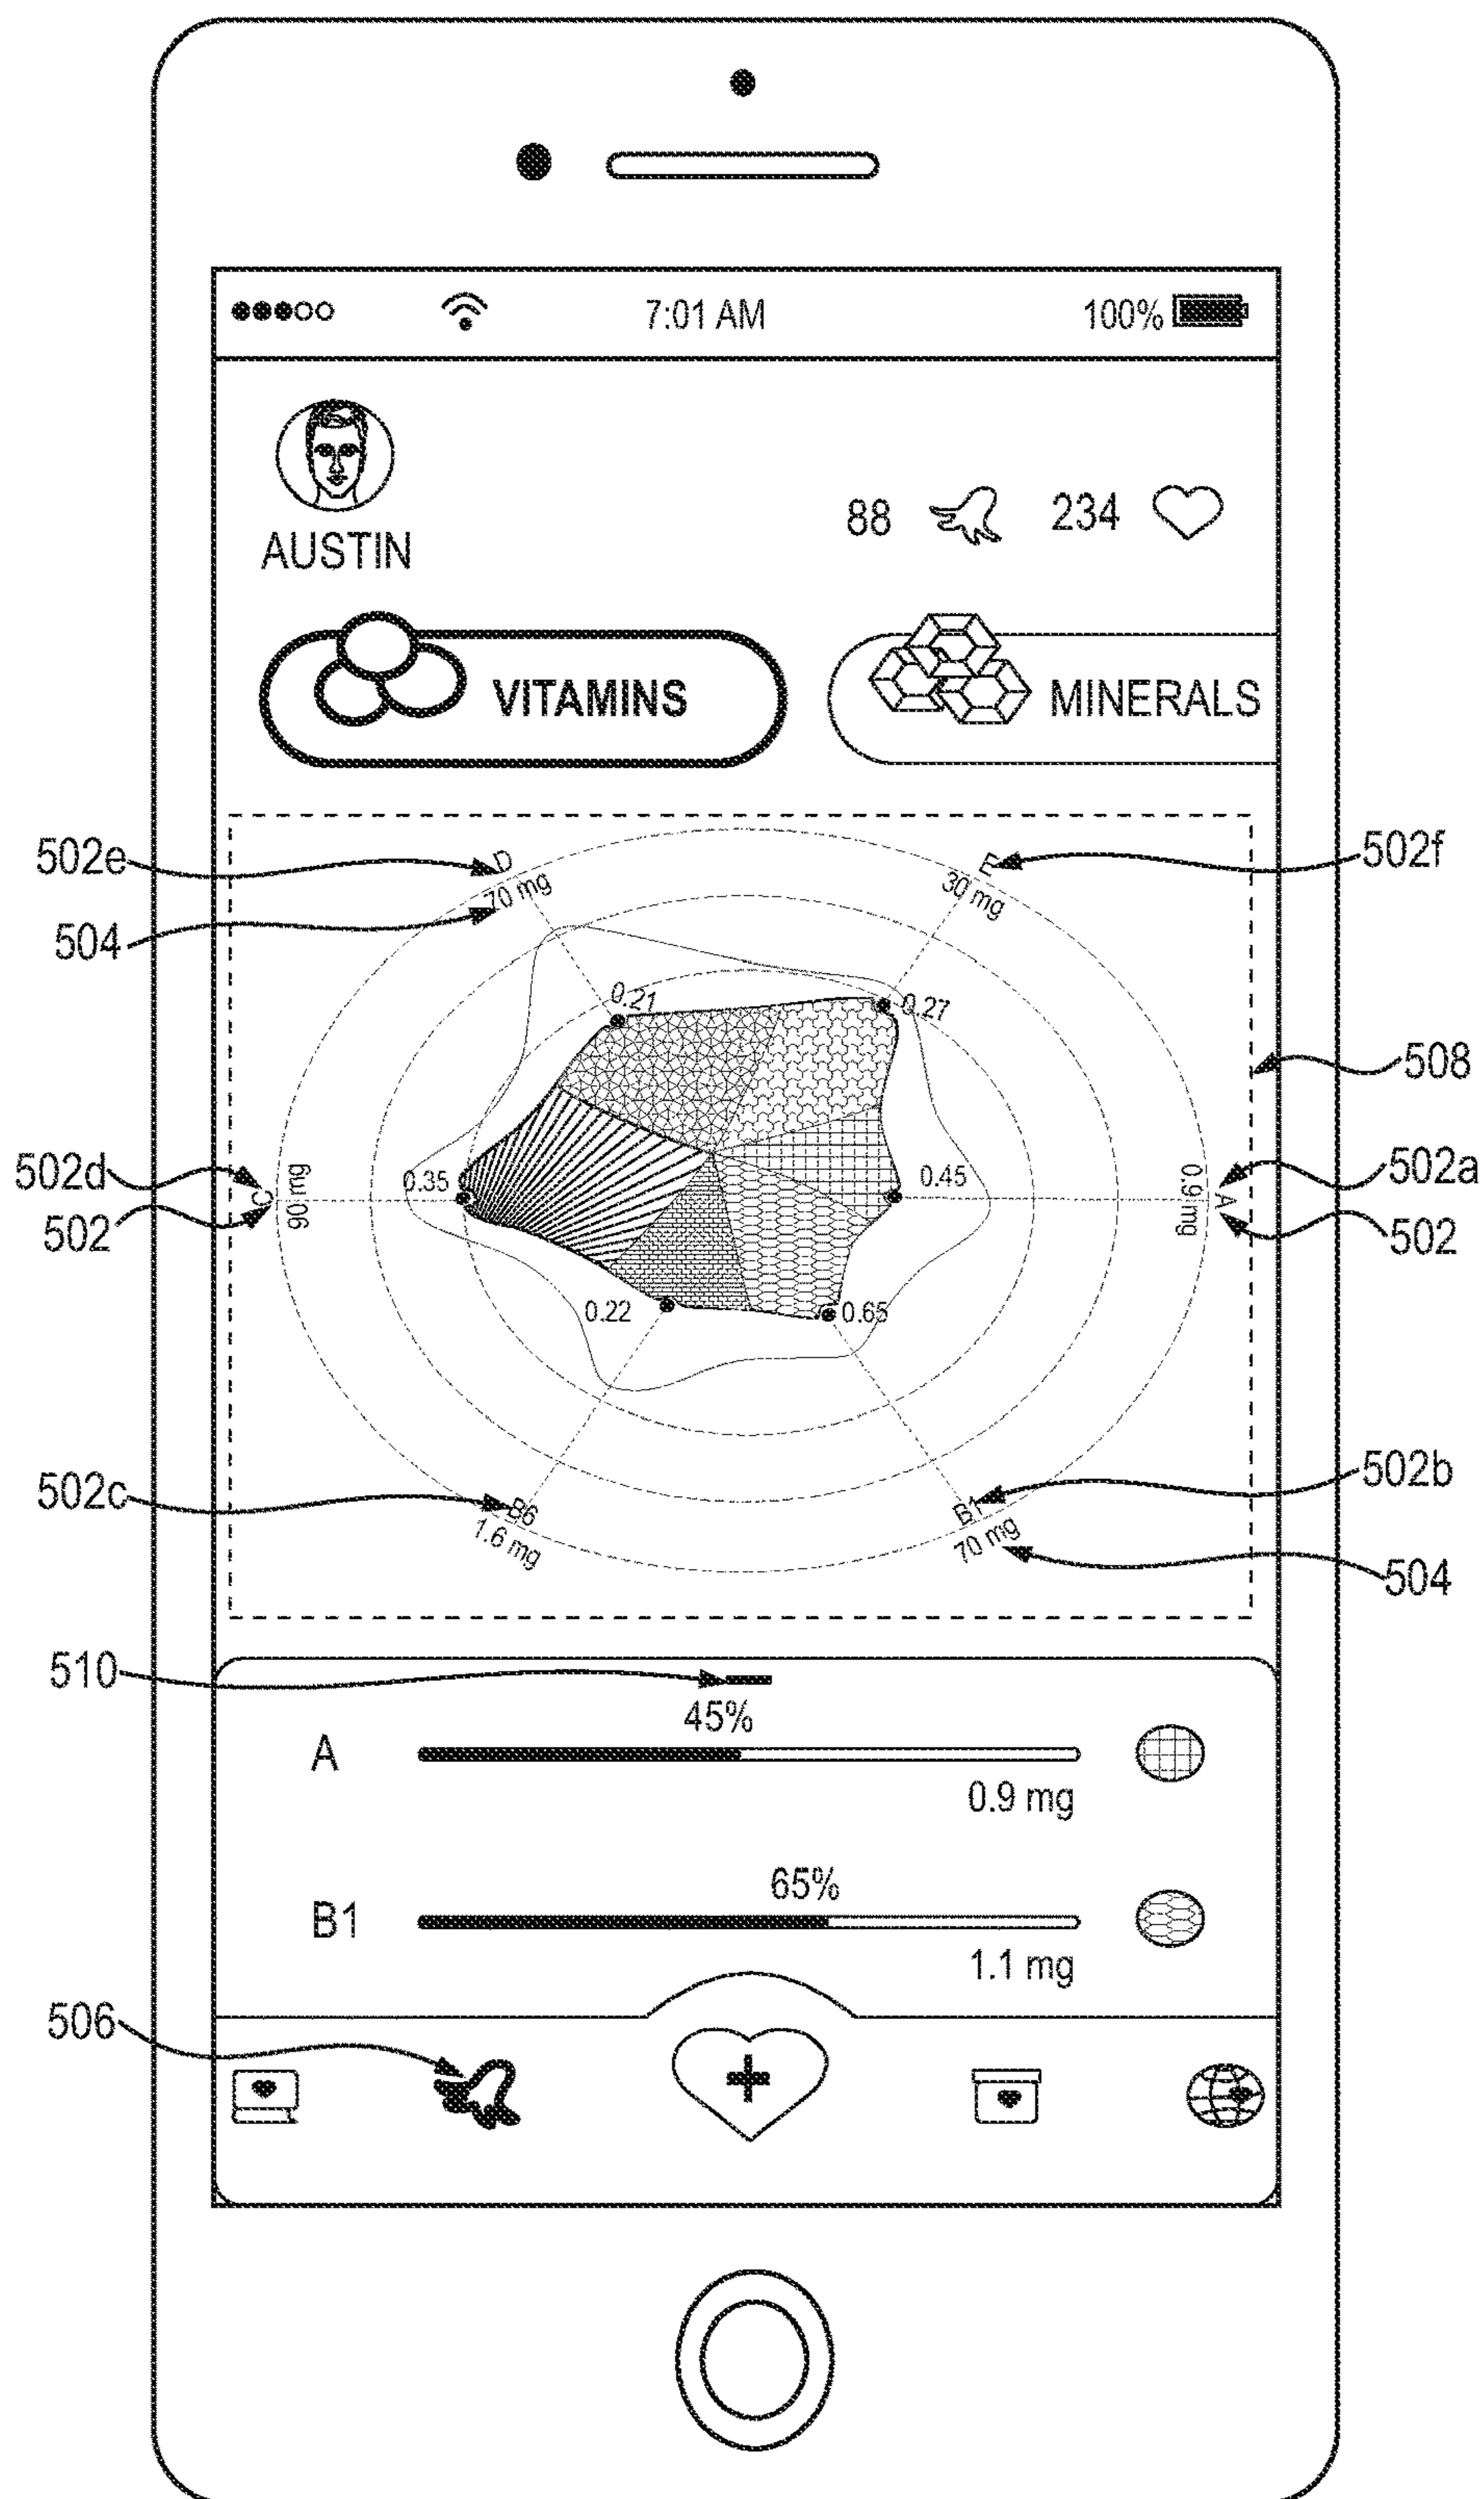 7:01 AM 100%
88 234
AUSTIN
VITAMINS MINERALS
502e D E 502f
70 mg 30 mg
504
0.21 0.27
508
502d 0.35 0.45 502a
C 90 mg 0.9 mg A
502 502
0.22 0.65
502c B6 B1 502b
1.6 mg 70 mg
504
510
45%
A
0.9 mg
65%
B1
1.1 mg
506